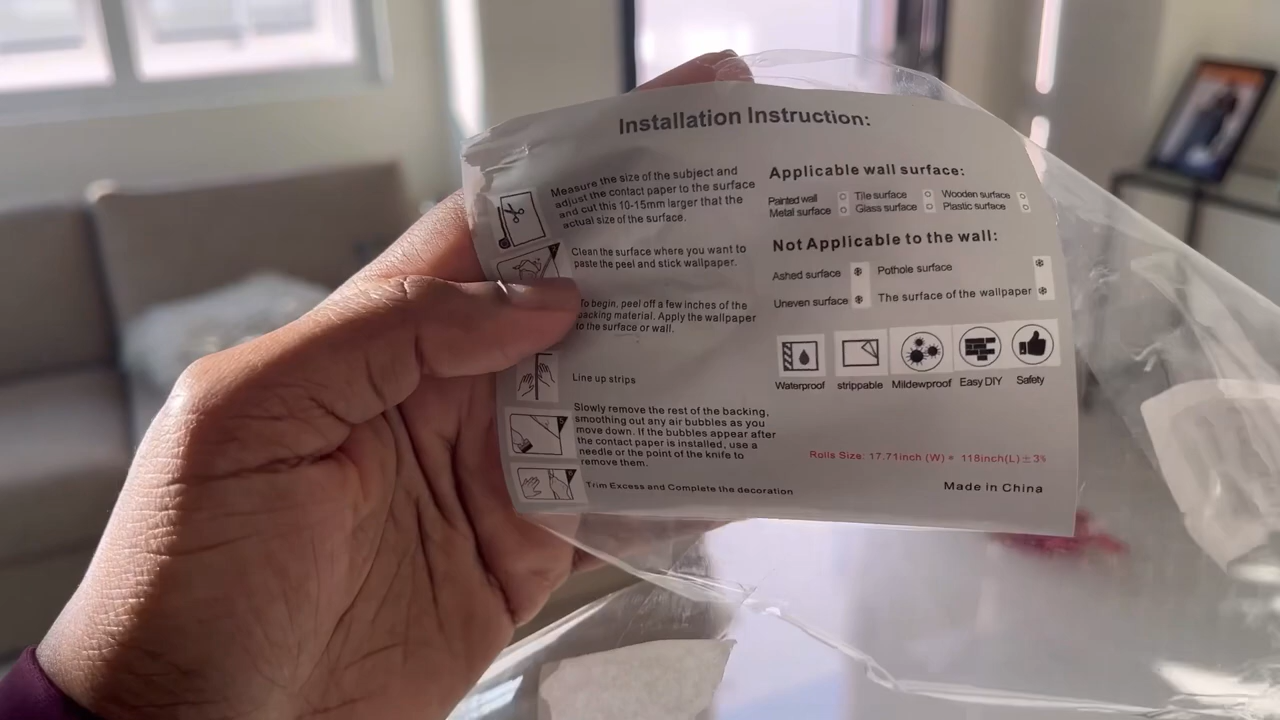 Installation Instruction:
Measure the size of the subject and
adjust the contact paper to the surface
and cut this 10-15mm larger that the
actual size of the surface.
Clean the surface where you want to
paste the peel and stick wallpaper.
To begin, peel off a few inches of the
backing material. Apply the wallpaper
to the surface or wall.
Line up strips
Slowly remove the rest of the backing,
smoothing out any air bubbles as you
move down. If the bubbles appear after
the contact paper is installed, use a
needle or the point of the knife to
remove them.
Trim Excess and Complete the decoration
Applicable wall surface:
Painted wall Tile surface Wooden surface
Metal surface Glass surface Plastic surface
Not Applicable to the wall:
Ashed surface Pothole surface
Uneven surface The surface of the wallpaper
Waterproof strippable Mildewproof Easy DIY Safety
Rolls Size: 17.71inch (W) * 118inch(L)±3%
Made in China